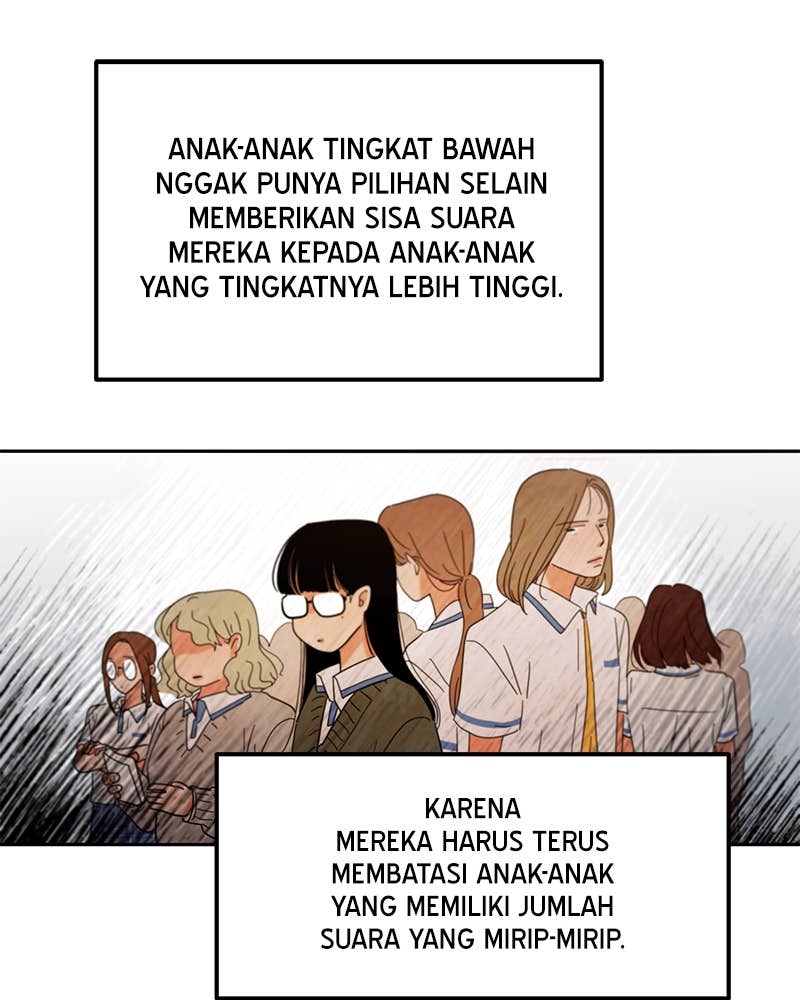 ANAK-ANAK TINGKAT BAWAH
NGGAK PUNYA PILIHAN SELAIN
MEMBERIKAN SISA SUARA
MEREKA KEPADA ANAK-ANAK
YANG TINGKATNYA LEBIH TINGGI.
KARENA
MEREKA HARUS TERUS
MEMBATASI ANAK-ANAK
YANG MEMILIKI JUMLAH
SUARA YANG MIRIP-MIRIP.